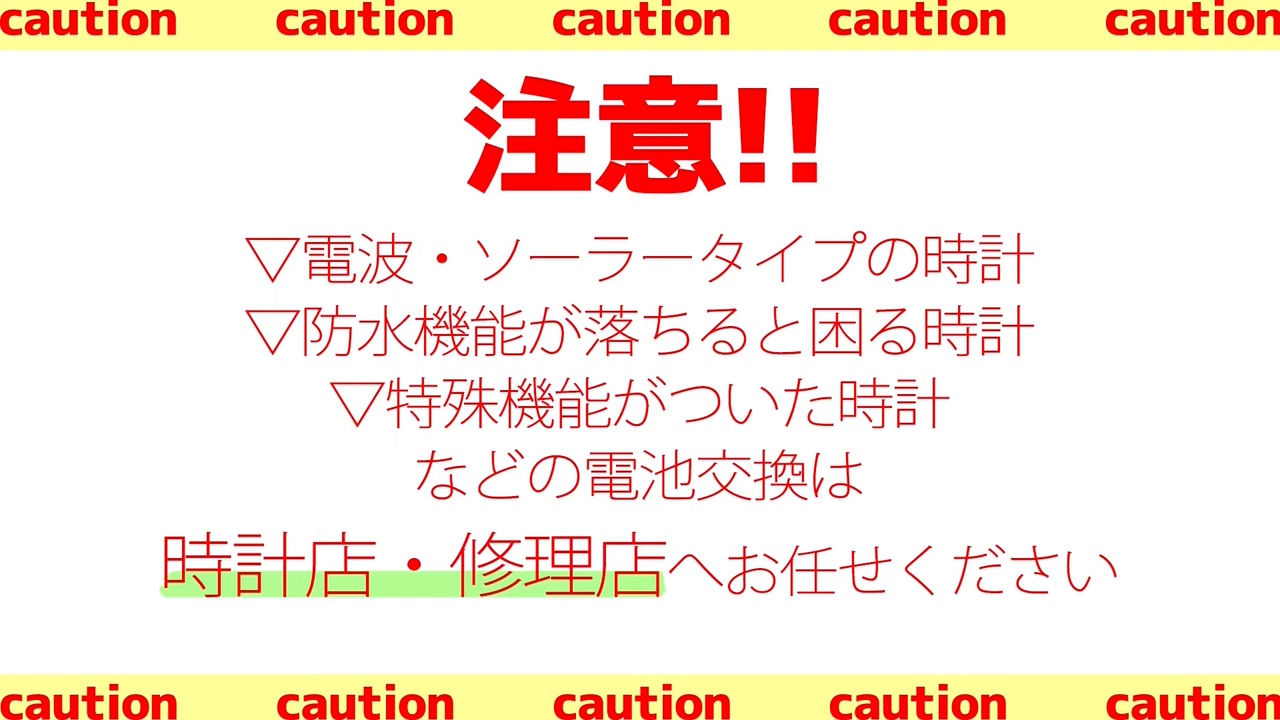 caution caution caution caution caution
注意!!
▽電波・ソーラータイプの時計
▽防水機能が落ちると困る時計
▽特殊機能がついた時計
などの電池交換は
時計店・修理店へお任せください
caution caution caution caution caution